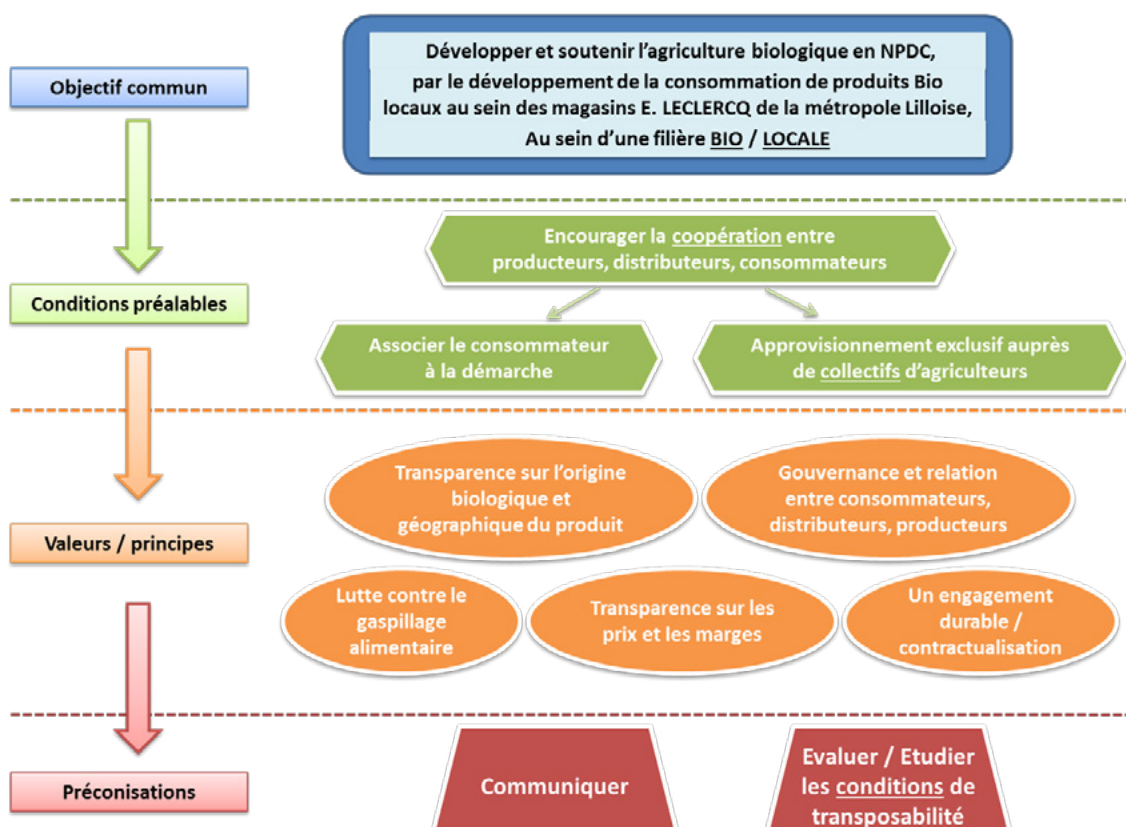 Objectif commun
Développer et soutenir l'agriculture biologique en NPDC,
par le développement de la consommation de produits Bio
locaux au sein des magasins E. LECLERCQ de la métropole Lilloise,
Au sein d'une filière BIO / LOCALE
Conditions préalables
Encourager la coopération entre
producteurs, distributeurs, consommateurs
Associer le consommateur
à la démarche
Approvisionnement exclusif auprès
de collectifs d'agriculteurs
Valeurs / principes
Transparence sur l'origine
biologique et
géographique du produit
Gouvernance et relation
entre consommateurs,
distributeurs, producteurs
Lutte contre le
gaspillage
alimentaire
Transparence sur les
prix et les marges
Un engagement
durable /
contractualisation
Préconisations
Communiquer
Evaluer / Etudier
les conditions de
transposabilité